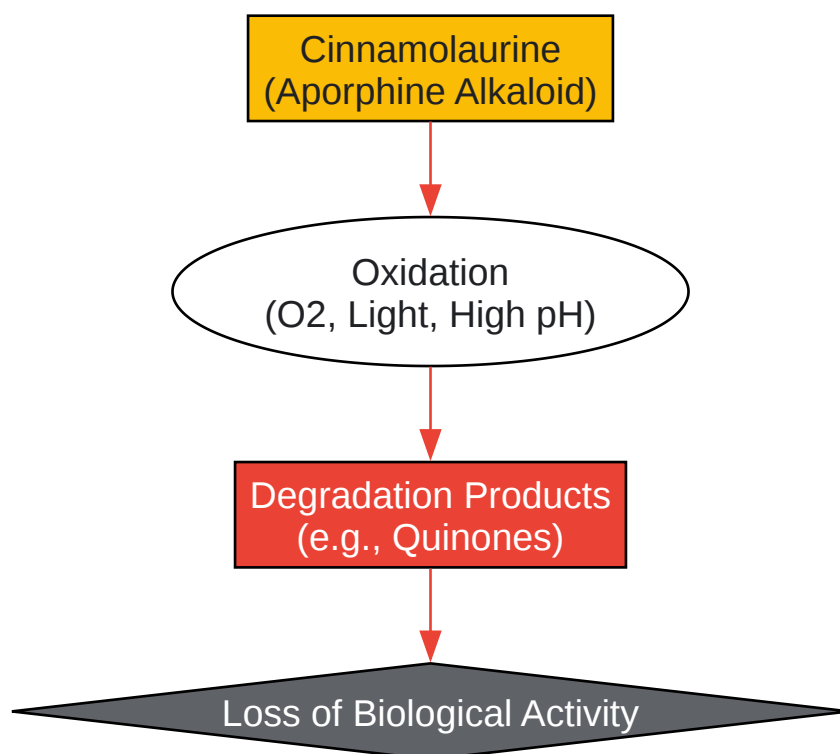 Cinnamolaurine
(Aporphine Alkaloid)
Oxidation
(O2, Light, High pH)
Degradation Products
(e.g., Quinones)
Loss of Biological Activity